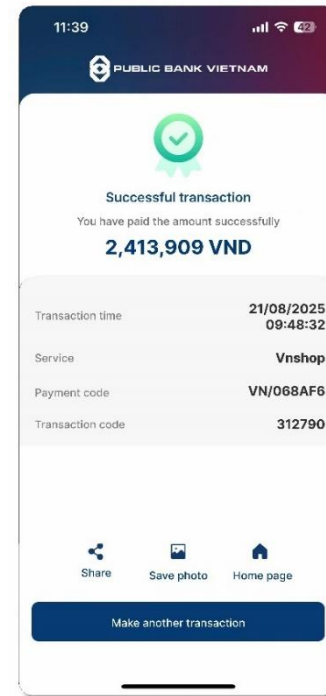 11:39 42
PUBLIC BANK VIETNAM
Successful transaction
You have paid the amount successfully
2,413,909 VND
Transaction time 21/08/2025
09:48:32
Service Vnshop
Payment code VN/068AF6
Transaction code 312790
Share Save photo Home page
Make another transaction